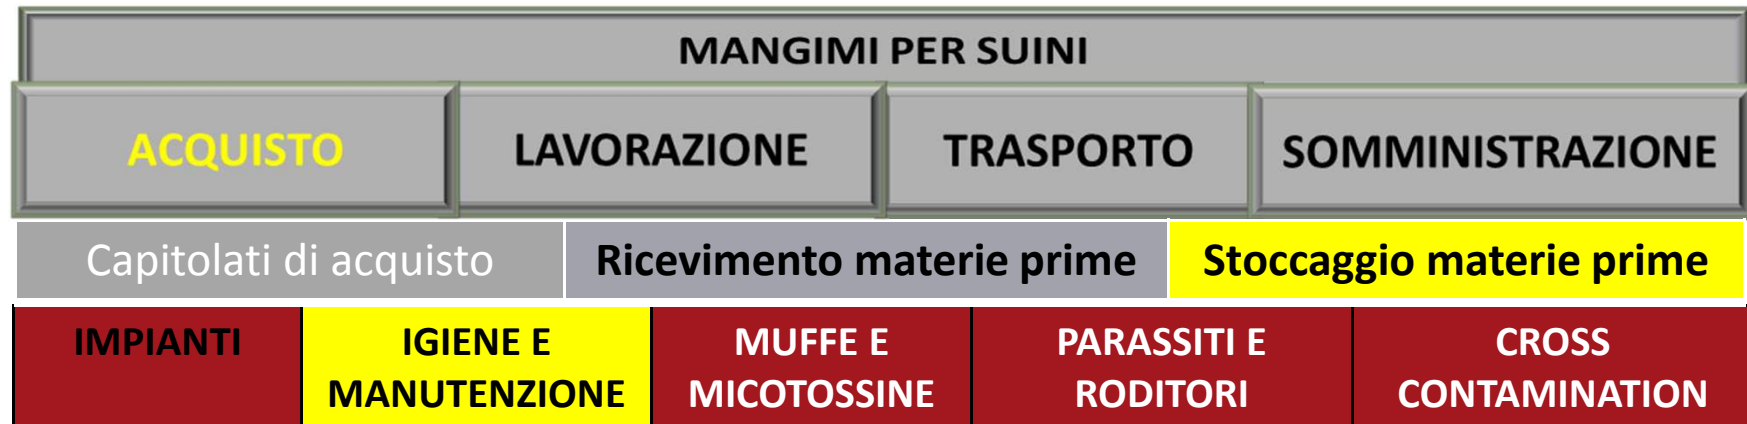 MANGIMI PER SUINI
ACQUISTO LAVORAZIONE TRASPORTO SOMMINISTRAZIONE
Capitolati di acquisto Ricevimento materie prime Stoccaggio materie prime
IMPIANTI
IGIENE E
MANUTENZIONE
MUFFE E
MICOTOSSINE
PARASSITI E
RODITORI
CROSS
CONTAMINATION